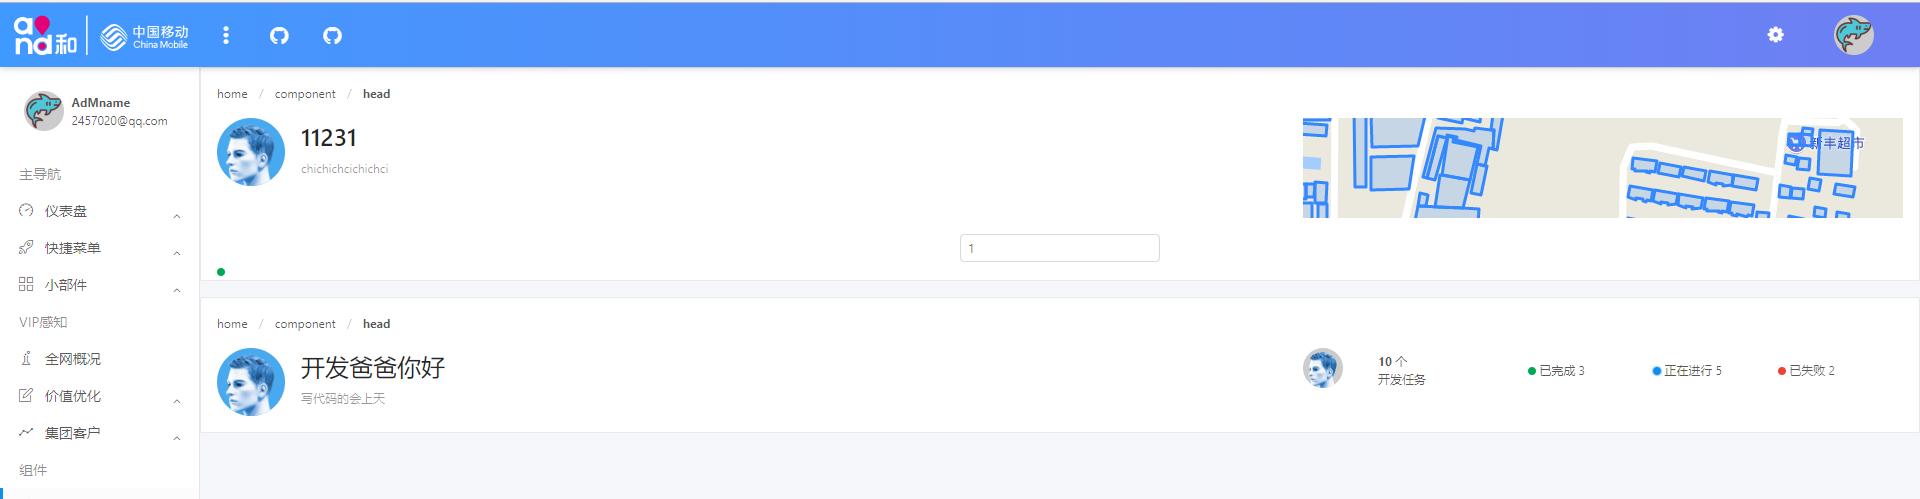 and和
中国移动
China Mobile
AdMname
2457020@qq.com
主导航
仪表盘
快捷菜单
小部件
VIP感知
全网概况
价值优化
集团客户
组件
home / component / head
11231
chichichcichichci
新丰超市
1
home / component / head
开发爸爸你好
写代码的会上天
10 个
开发任务
已完成 3
正在进行 5
已失败 2